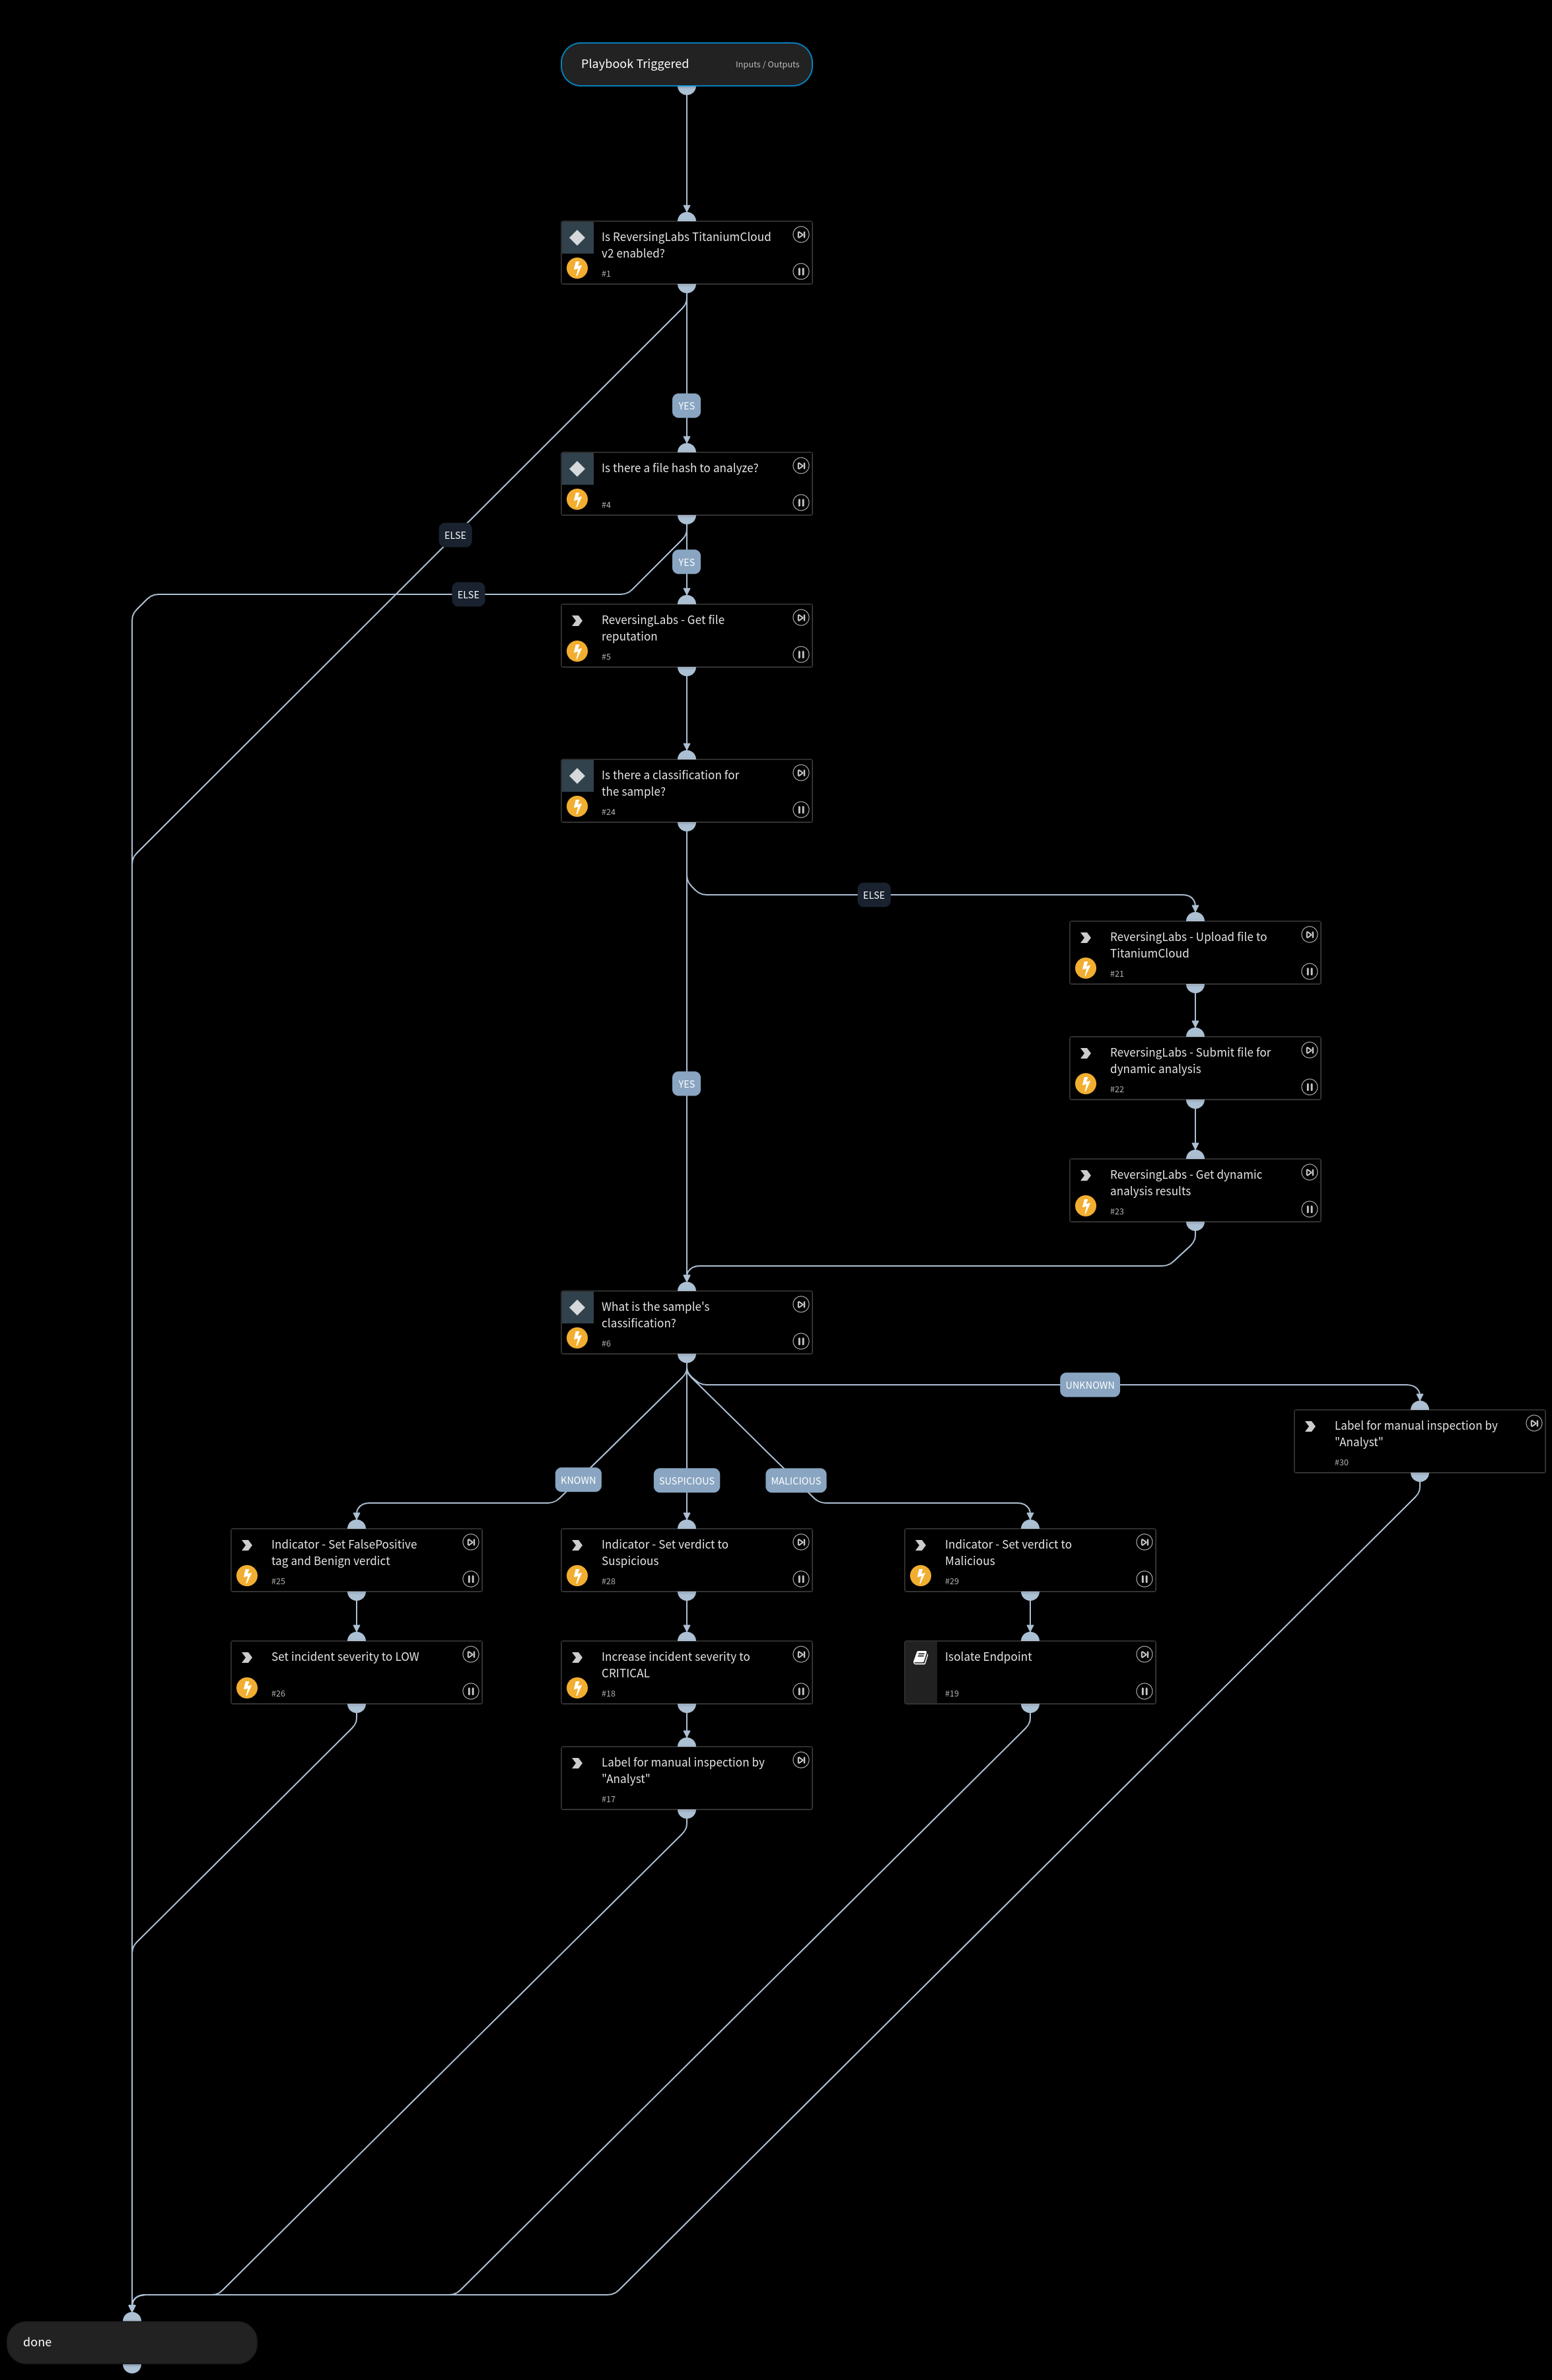 Playbook Triggered
Inputs / Outputs
Is ReversingLabs TitaniumCloud
v2 enabled?
#1
YES
Is there a file hash to analyze?
#4
ELSE
YES
ELSE
ReversingLabs - Get file
reputation
#5
Is there a classification for
the sample?
#24
ELSE
ReversingLabs - Upload file to
TitaniumCloud
#21
ReversingLabs - Submit file for
dynamic analysis
#22
YES
ReversingLabs - Get dynamic
analysis results
#23
What is the sample's
classification?
#6
UNKNOWN
Label for manual inspection by
"Analyst"
#30
KNOWN
SUSPICIOUS
MALICIOUS
Indicator - Set FalsePositive
tag and Benign verdict
#25
Indicator - Set verdict to
Suspicious
#28
Indicator - Set verdict to
Malicious
#29
Set incident severity to LOW
#26
Increase incident severity to
CRITICAL
#18
Isolate Endpoint
#19
Label for manual inspection by
"Analyst"
#17
done